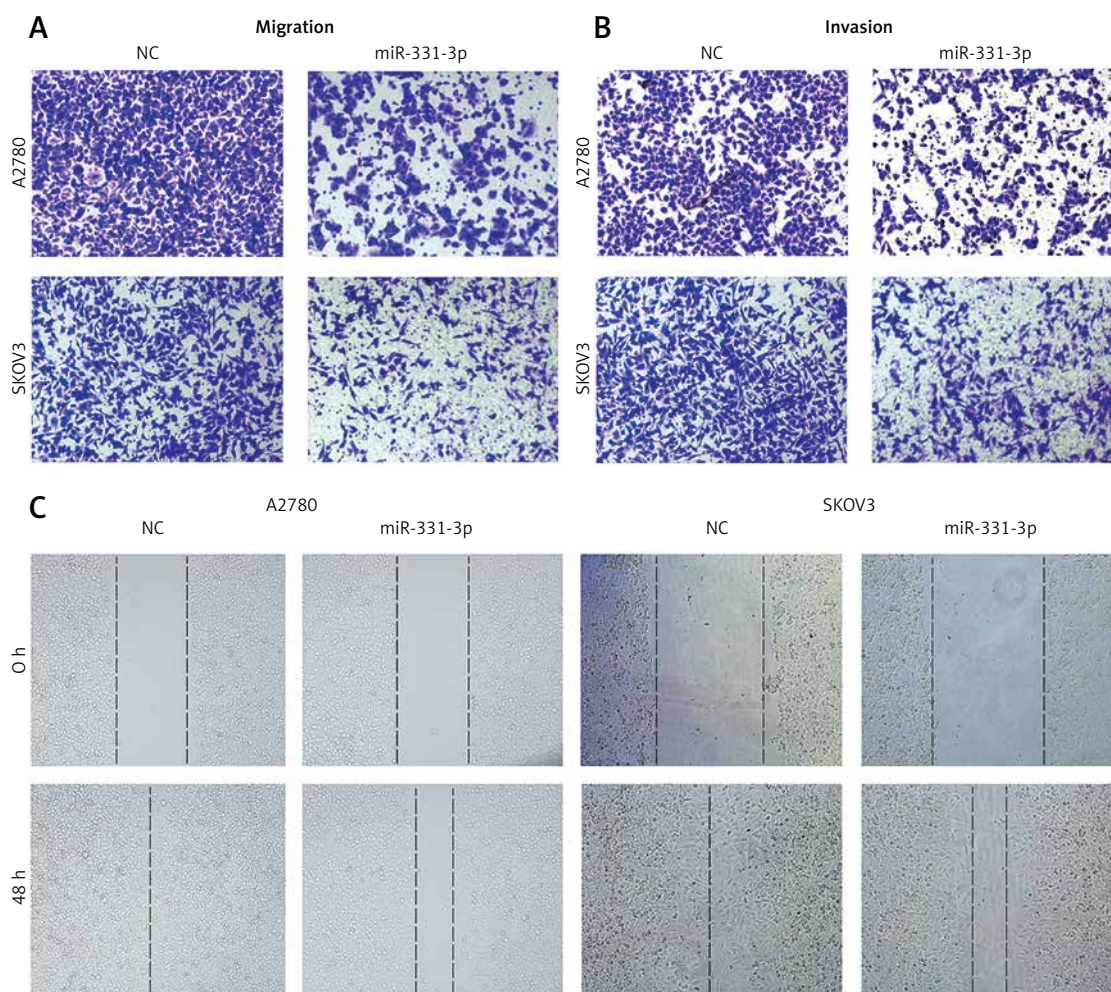 A
Migration
NC
miR-331-3p
A2780
SKOV3
B
Invasion
NC
miR-331-3p
A2780
SKOV3
C
A2780
SKOV3
NC
miR-331-3p
NC
miR-331-3p
0 h
48 h